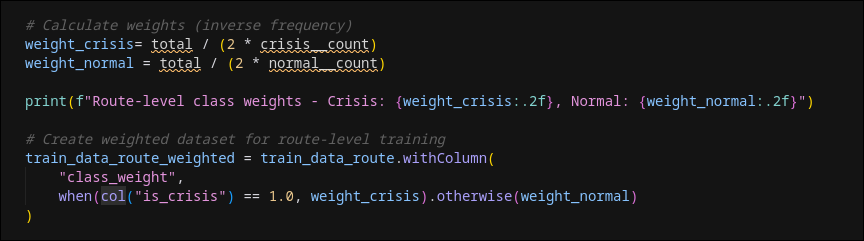 # Calculate weights (inverse frequency)
weight_crisis= total / (2 * crisis__count)
weight_normal = total / (2 * normal__count)
print(f"Route-level class weights - Crisis: {weight_crisis:.2f}, Normal: {weight_normal:.2f}")
# Create weighted dataset for route-level training
train_data_route_weighted = train_data_route.withColumn(
    "class_weight",
    when(col("is_crisis") == 1.0, weight_crisis).otherwise(weight_normal)
)